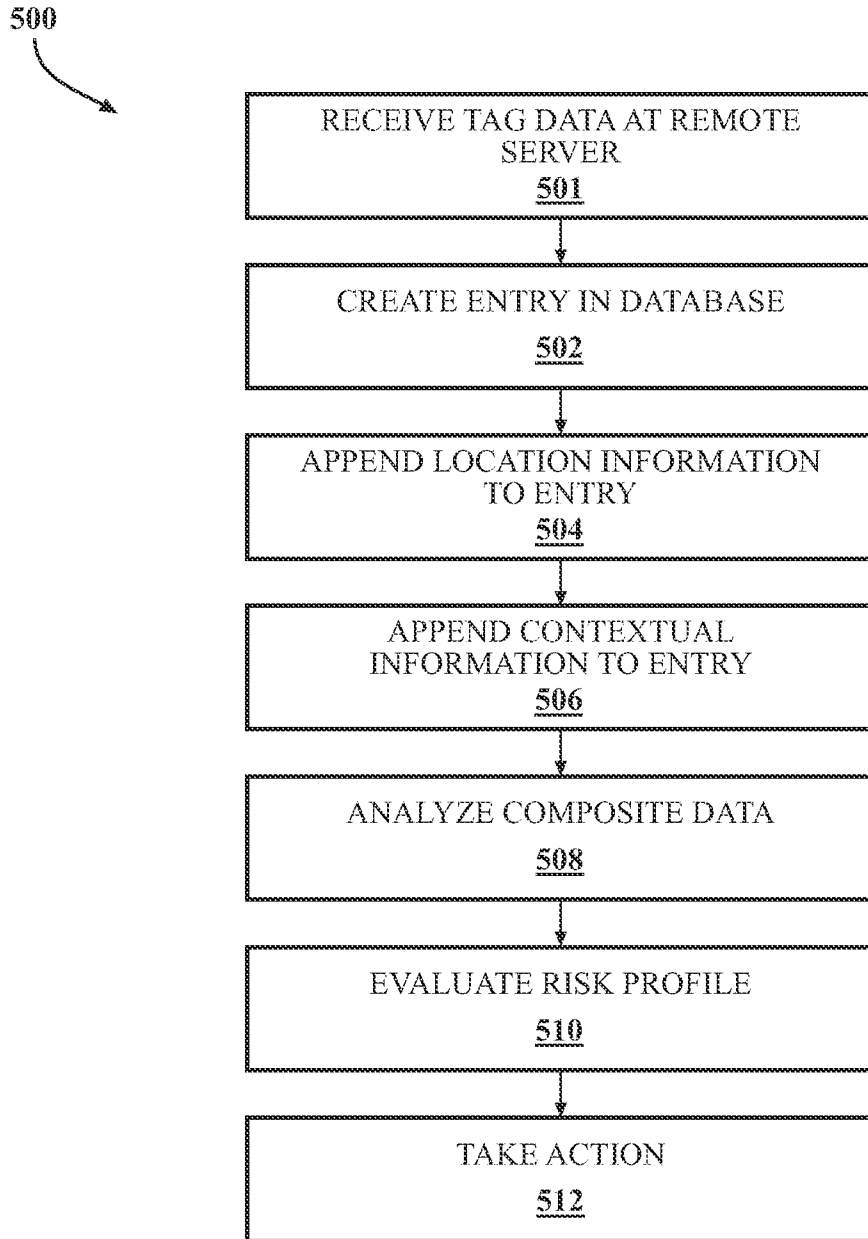 500
RECEIVE TAG DATA AT REMOTE
SERVER
501
CREATE ENTRY IN DATABASE
502
APPEND LOCATION INFORMATION
TO ENTRY
504
APPEND CONTEXTUAL
INFORMATION TO ENTRY
506
ANALYZE COMPOSITE DATA
508
EVALUATE RISK PROFILE
510
TAKE ACTION
512